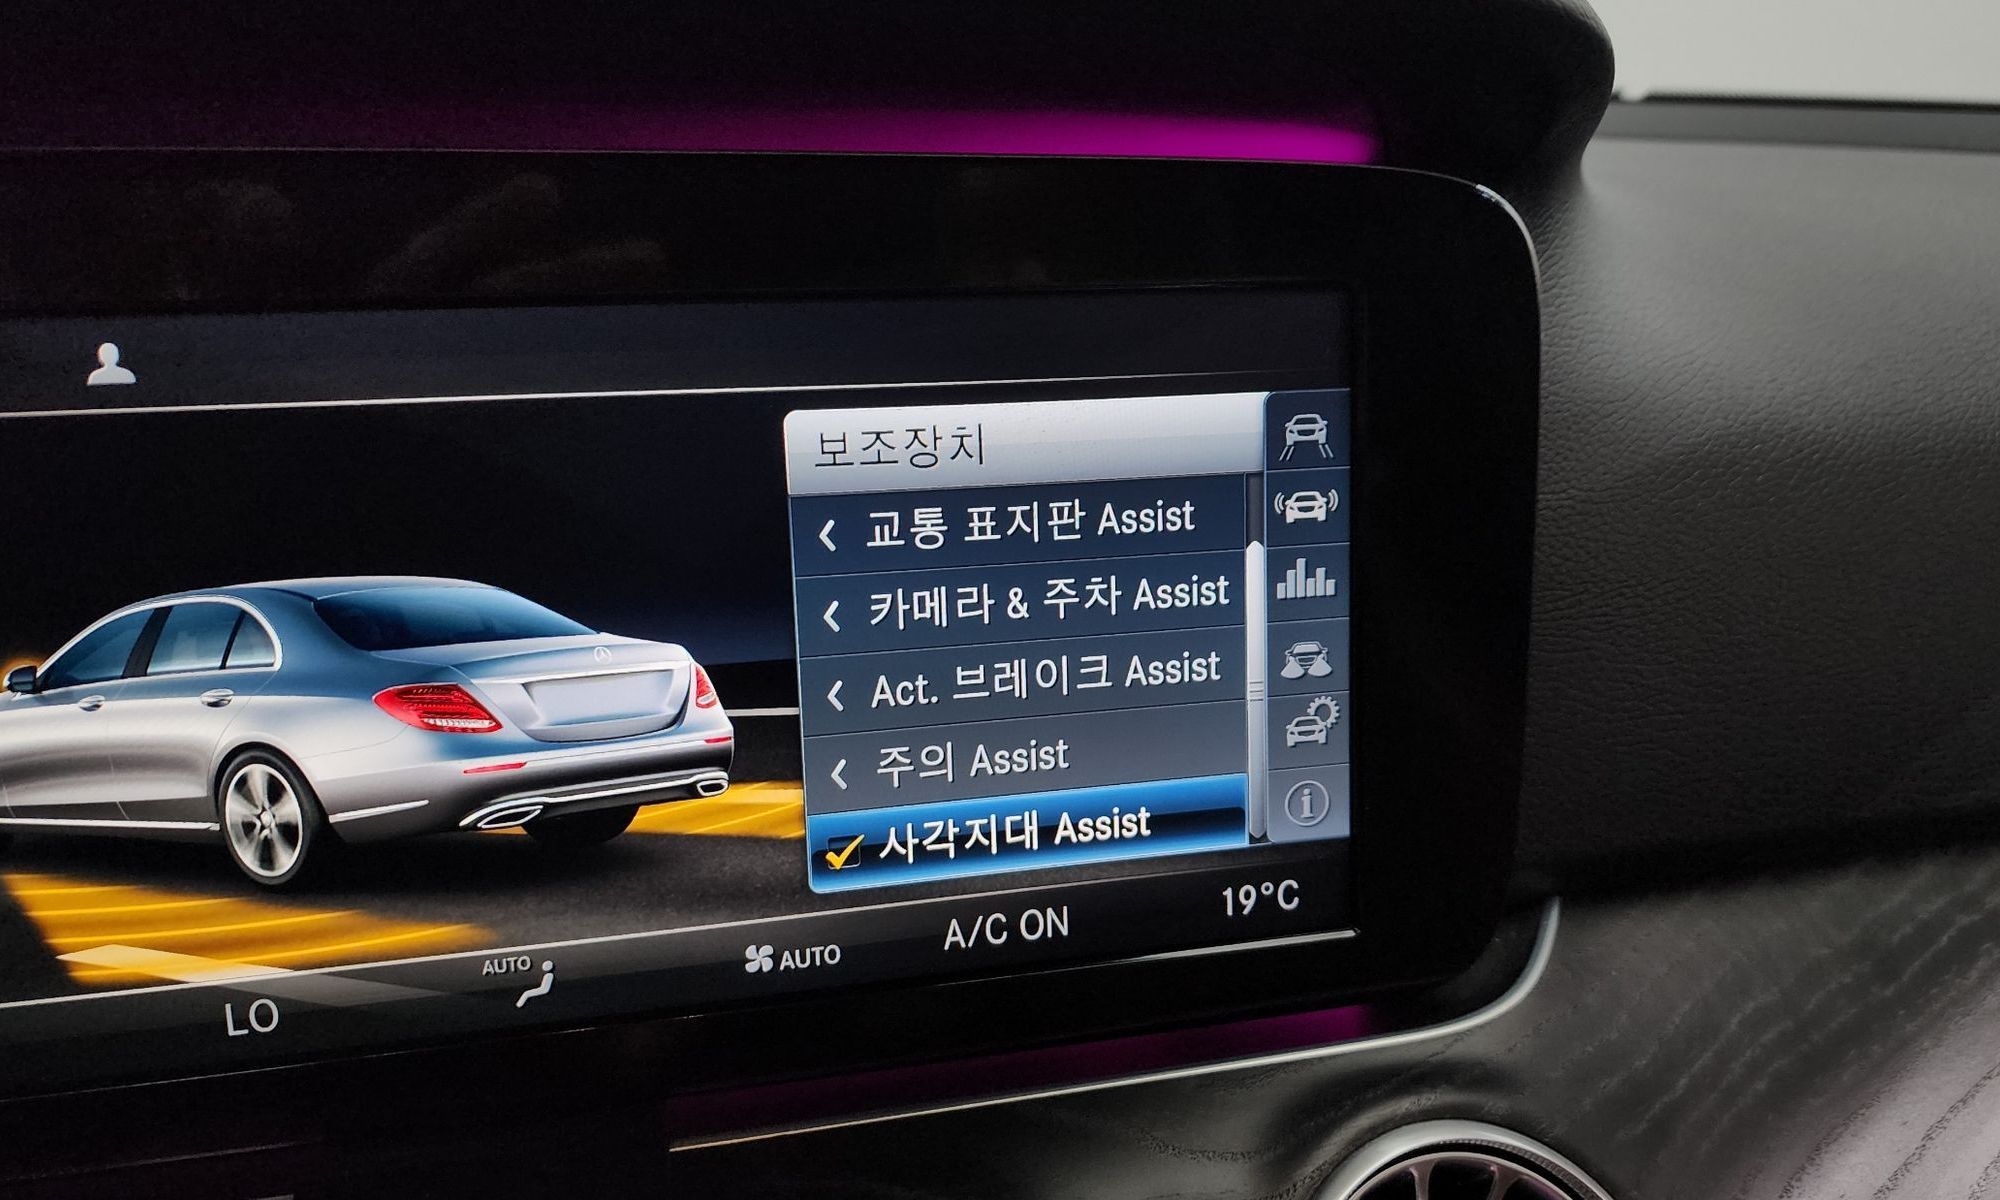 보조장치
교통 표지판 Assist
카메라 & 주차 Assist
Act. 브레이크 Assist
주의 Assist
사각지대 Assist
LO
AUTO
AUTO
A/C ON
19°C